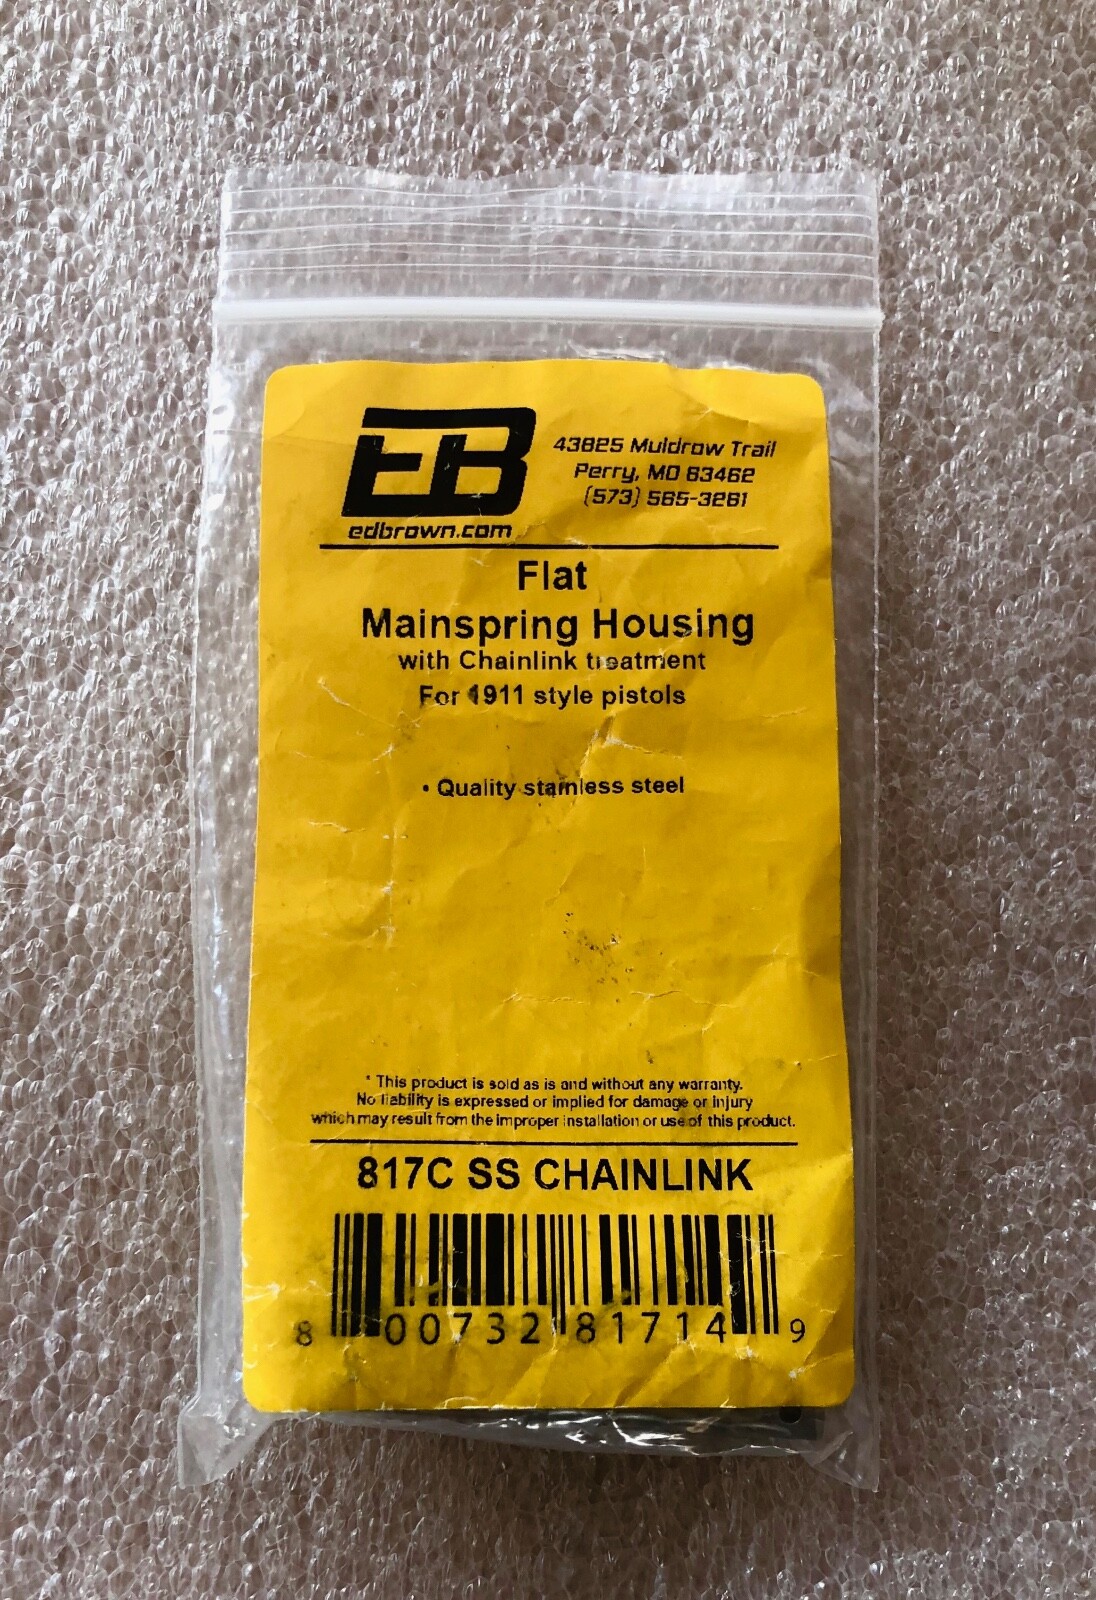 EB
43825 Muldrow Trail
Perry, MO 63462
(573) 565-3261
edbrown.com
Flat
Mainspring Housing
with Chainlink treatment
For 1911 style pistols
• Quality stainless steel
* This product is sold as is and without any warranty.
No liability is expressed or implied for damage or injury
which may result from the improper installation or use of this product.
817C SS CHAINLINK
8 00732 81714 9